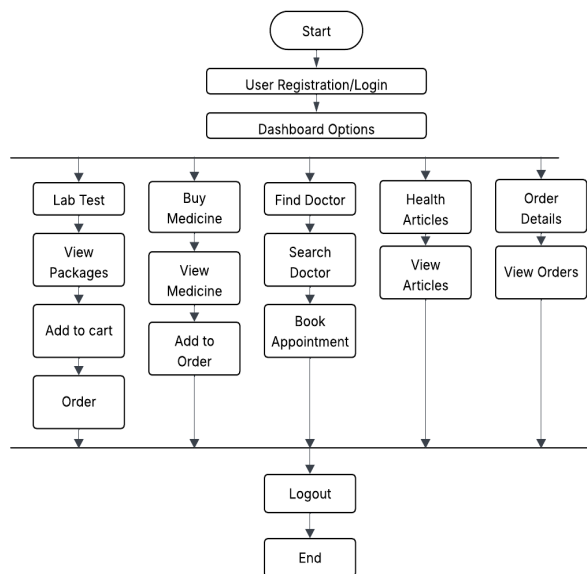 Start
User Registration/Login
Dashboard Options
Lab Test
View
Packages
Add to cart
Order
Buy
Medicine
View
Medicine
Add to
Order
Find Doctor
Search
Doctor
Book
Appointment
Health
Articles
View
Articles
Order
Details
View Orders
Logout
End